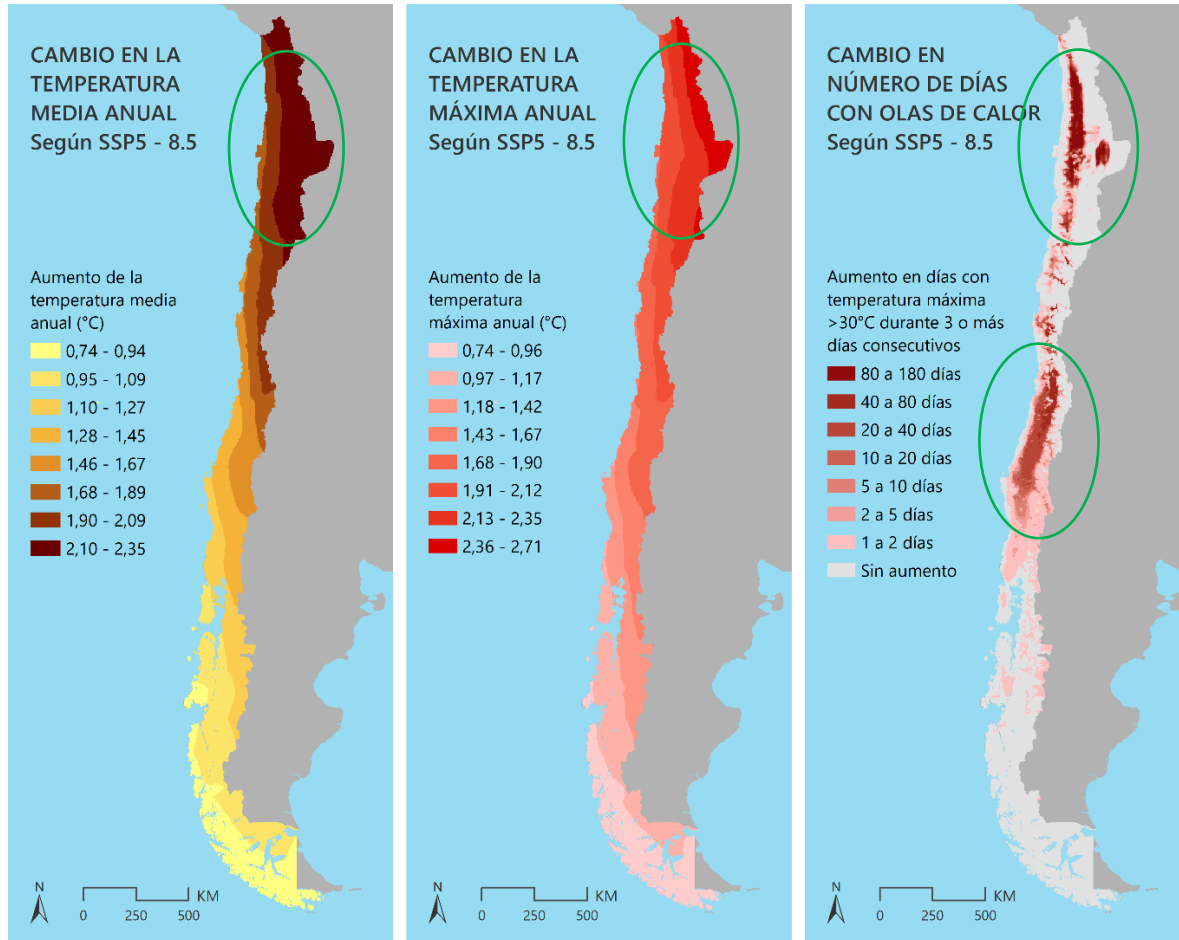 CAMBIO EN LA
TEMPERATURA
MEDIA ANUAL
Según SSP5 - 8.5
Aumento de la
temperatura media
anual (°C)
0,74 - 0,94
0,95 - 1,09
1,10 - 1,27
1,28 - 1,45
1,46 - 1,67
1,68 - 1,89
1,90 - 2,09
2,10 - 2,35
N
KM
0 250 500
CAMBIO EN LA
TEMPERATURA
MÁXIMA ANUAL
Según SSP5 - 8.5
Aumento de la
temperatura
máxima anual (°C)
0,74 - 0,96
0,97 - 1,17
1,18 - 1,42
1,43 - 1,67
1,68 - 1,90
1,91 - 2,12
2,13 - 2,35
2,36 - 2,71
N
KM
0 250 500
CAMBIO EN
NÚMERO DE DÍAS
CON OLAS DE CALOR
Según SSP5 - 8.5
Aumento en días con
temperatura máxima
>30°C durante 3 o más
días consecutivos
80 a 180 días
40 a 80 días
20 a 40 días
10 a 20 días
5 a 10 días
2 a 5 días
1 a 2 días
Sin aumento
N
KM
0 250 500